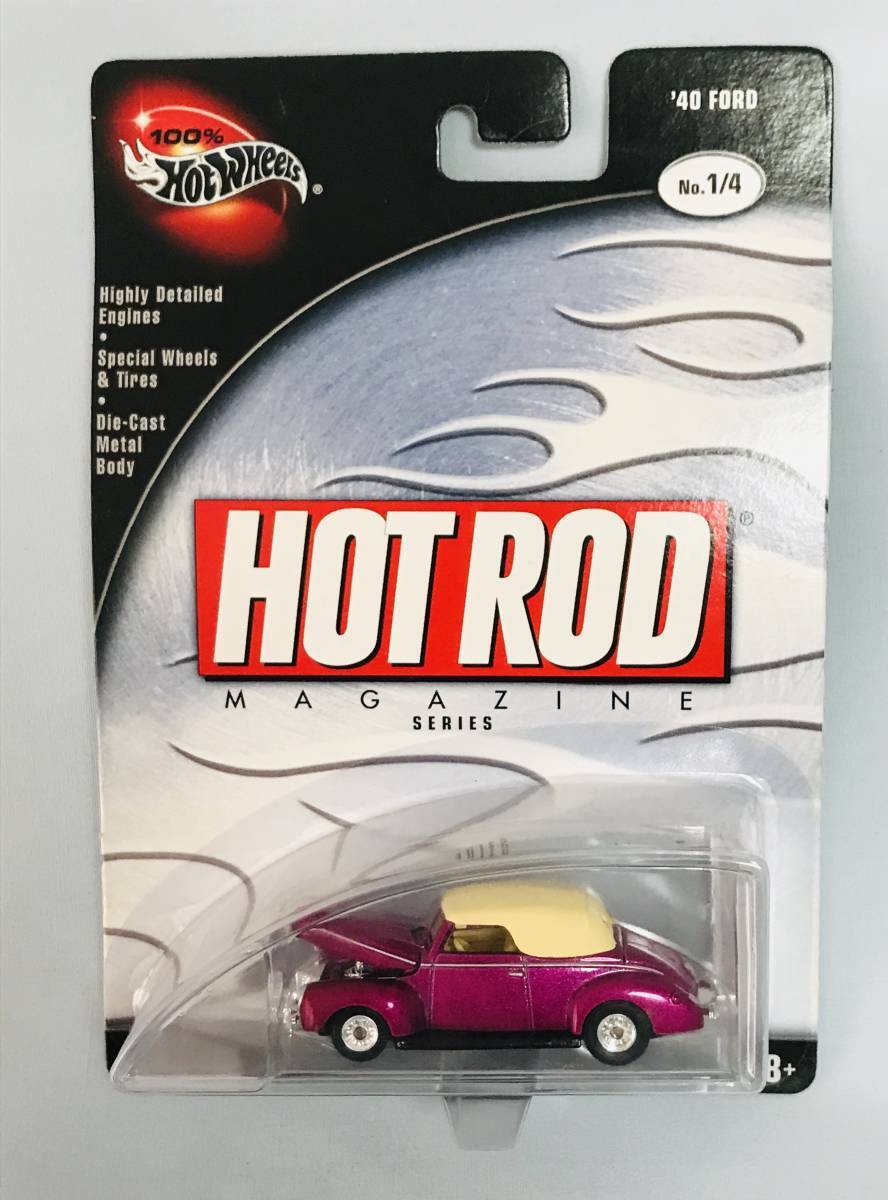 100%
Hot Wheels®
'40 FORD
No. 1/4
Highly Detailed
Engines
•
Special Wheels
& Tires
•
Die-Cast
Metal
Body
HOT ROD®
MAGAZINE
SERIES
8+